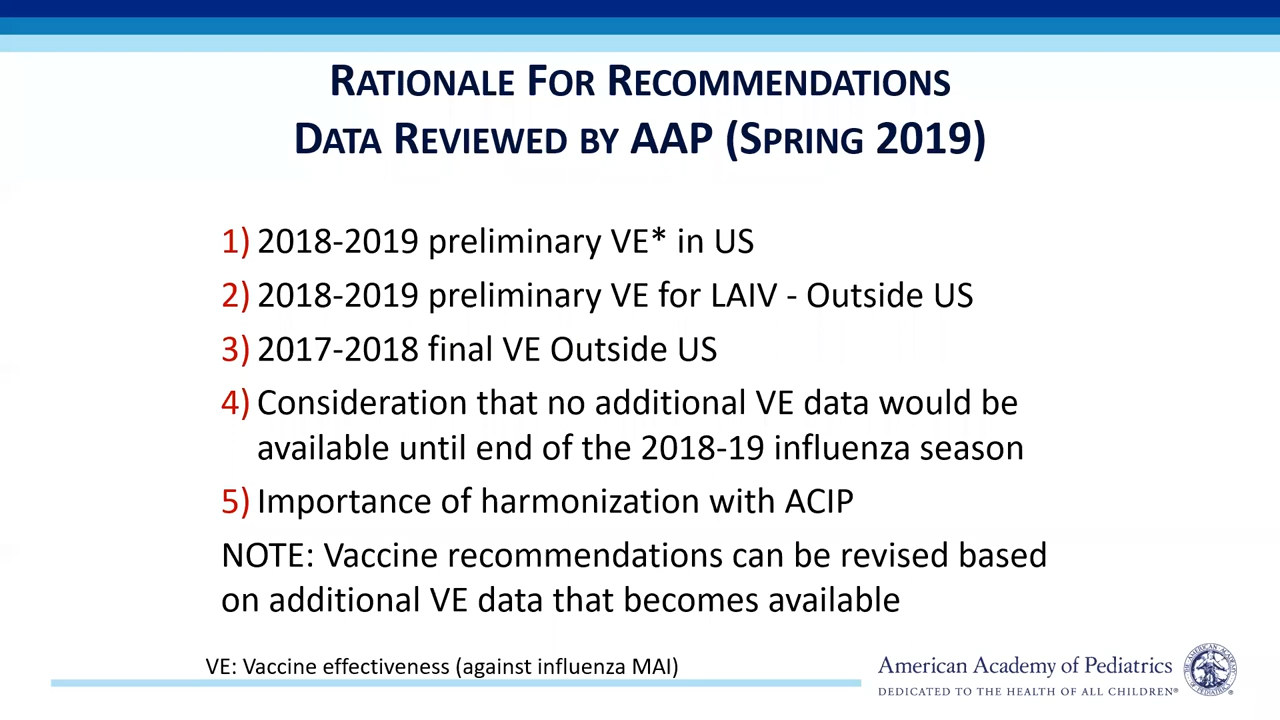 RATIONALE FOR RECOMMENDATIONS
DATA REVIEWED BY AAP (SPRING 2019)
1) 2018-2019 preliminary VE* in US
2) 2018-2019 preliminary VE for LAIV - Outside US
3) 2017-2018 final VE Outside US
4) Consideration that no additional VE data would be
available until end of the 2018-19 influenza season
5) Importance of harmonization with ACIP
NOTE: Vaccine recommendations can be revised based
on additional VE data that becomes available
VE: Vaccine effectiveness (against influenza MAI)
American Academy of Pediatrics
DEDICATED TO THE HEALTH OF ALL CHILDREN®